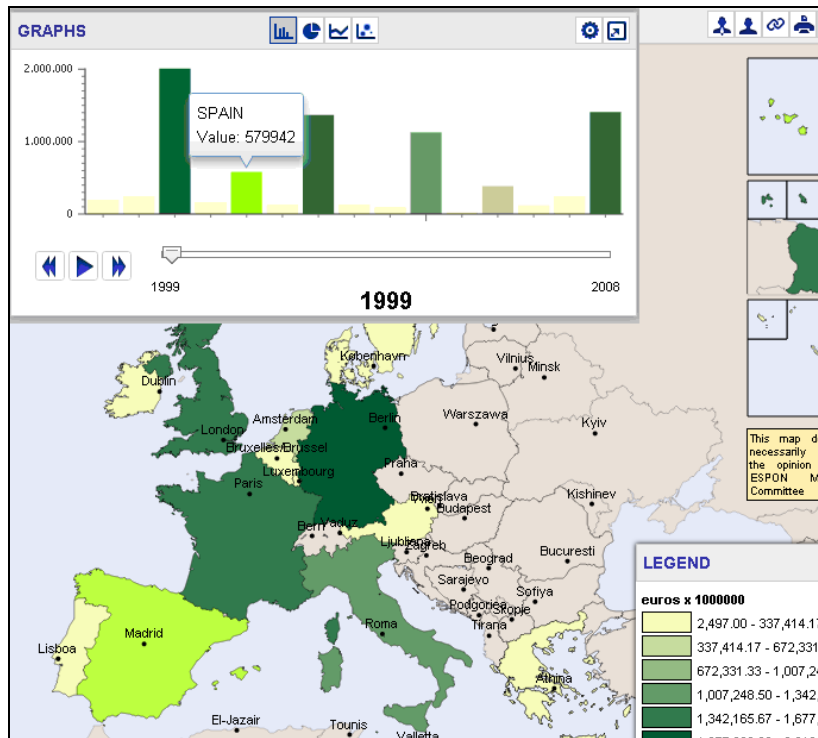 GRAPHS
2.000.000
1.000.000
0
SPAIN
Value: 579942
1999
2008
1999
København
Vilnius
Minsk
Dublin
Berlin
Warszawa
Amsterdam
London
Kyiv
Bruxelles/Brussel
Praha
Luxembourg
Paris
Kishinev
Bratislava
Budapest
Bern
Vaduz
Ljubljana
Zagreb
Bucuresti
Beograd
Sarajevo
Sofiya
Podgorica
Skopje
Roma
Tirana
Madrid
Lisboa
Athina
El-Jazair
Tounis
Valletta
This map d
necessarily
the opinion
ESPON M
Committee
LEGEND
euros x 1000000
2,497.00 - 337,414.17
337,414.17 - 672,331
672,331.33 - 1,007,24
1,007,248.50 - 1,342,
1,342,165.67 - 1,677,